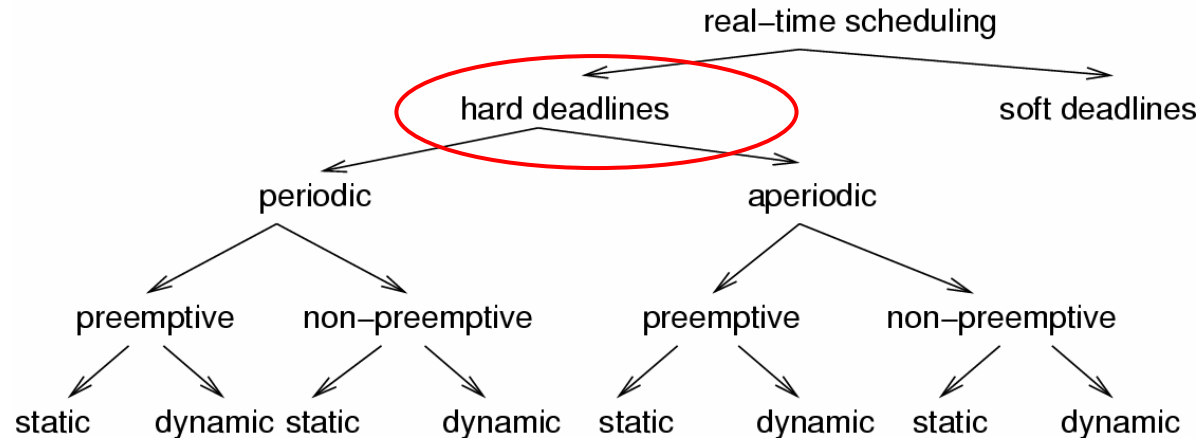 real−time scheduling
hard deadlines soft deadlines
periodic aperiodic
preemptive non−preemptive preemptive non−preemptive
static dynamic static dynamic static dynamic static dynamic